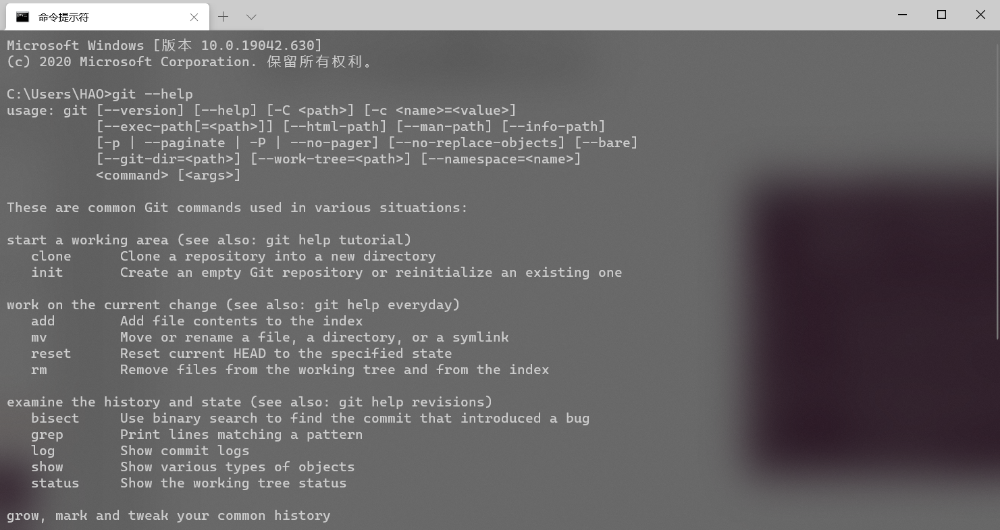 命令提示符
Microsoft Windows [版本 10.0.19042.630]
(c) 2020 Microsoft Corporation. 保留所有权利。
C:\Users\HAO>git --help
usage: git [--version] [--help] [-C <path>] [-c <name>=<value>]
[--exec-path[=<path>]] [--html-path] [--man-path] [--info-path]
[-p | --paginate | -P | --no-pager] [--no-replace-objects] [--bare]
[--git-dir=<path>] [--work-tree=<path>] [--namespace=<name>]
<command> [<args>]
These are common Git commands used in various situations:
start a working area (see also: git help tutorial)
clone Clone a repository into a new directory
init Create an empty Git repository or reinitialize an existing one
work on the current change (see also: git help everyday)
add Add file contents to the index
mv Move or rename a file, a directory, or a symlink
reset Reset current HEAD to the specified state
rm Remove files from the working tree and from the index
examine the history and state (see also: git help revisions)
bisect Use binary search to find the commit that introduced a bug
grep Print lines matching a pattern
log Show commit logs
show Show various types of objects
status Show the working tree status
grow, mark and tweak your common history